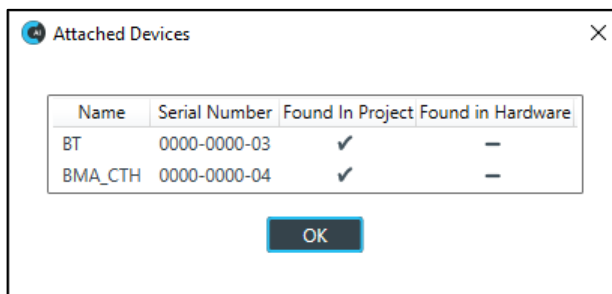 AI Attached Devices
Name Serial Number Found In Project Found in Hardware
BT 0000-0000-03 ✔ –
BMA_CTH 0000-0000-04 ✔ –
OK